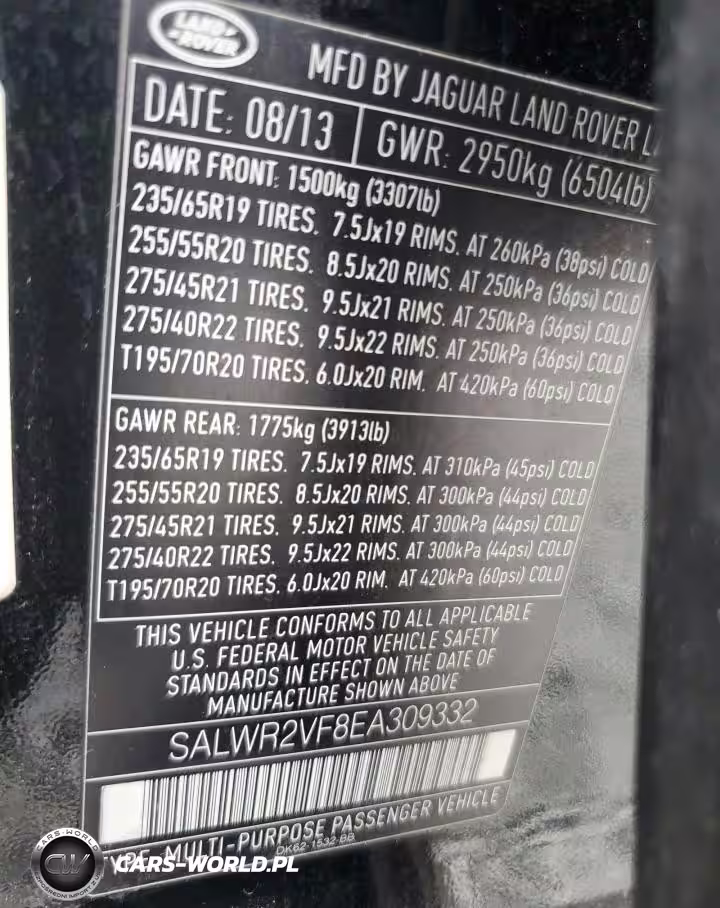 LAND
ROVER
MFD BY JAGUAR LAND ROVER
DATE: 08/13
GWR: 2950kg (6504lb)
GAWR FRONT: 1500kg (3307lb)
235/65R19 TIRES. 7.5Jx19 RIMS. AT 260kPa (38psi) COLD
255/55R20 TIRES. 8.5Jx20 RIMS. AT 250kPa (36psi) COLD
275/45R21 TIRES. 9.5Jx21 RIMS. AT 250kPa (36psi) COLD
275/40R22 TIRES. 9.5Jx22 RIMS. AT 250kPa (36psi) COLD
T195/70R20 TIRES. 6.0Jx20 RIM. AT 420kPa (60psi) COLD
GAWR REAR: 1775kg (3913lb)
235/65R19 TIRES. 7.5Jx19 RIMS. AT 310kPa (45psi) COLD
255/55R20 TIRES. 8.5Jx20 RIMS. AT 300kPa (44psi) COLD
275/45R21 TIRES. 9.5Jx21 RIMS. AT 300kPa (44psi) COLD
275/40R22 TIRES. 9.5Jx22 RIMS. AT 300kPa (44psi) COLD
T195/70R20 TIRES. 6.0Jx20 RIM. AT 420kPa (60psi) COLD
THIS VEHICLE CONFORMS TO ALL APPLICABLE
U.S. FEDERAL MOTOR VEHICLE SAFETY
STANDARDS IN EFFECT ON THE DATE OF
MANUFACTURE SHOWN ABOVE
SALWR2VF8EA309332
TYPE: MULTI-PURPOSE PASSENGER VEHICLE
DK62-1532-BB
CARS-WORLD
CW
CARS-WORLD.PL